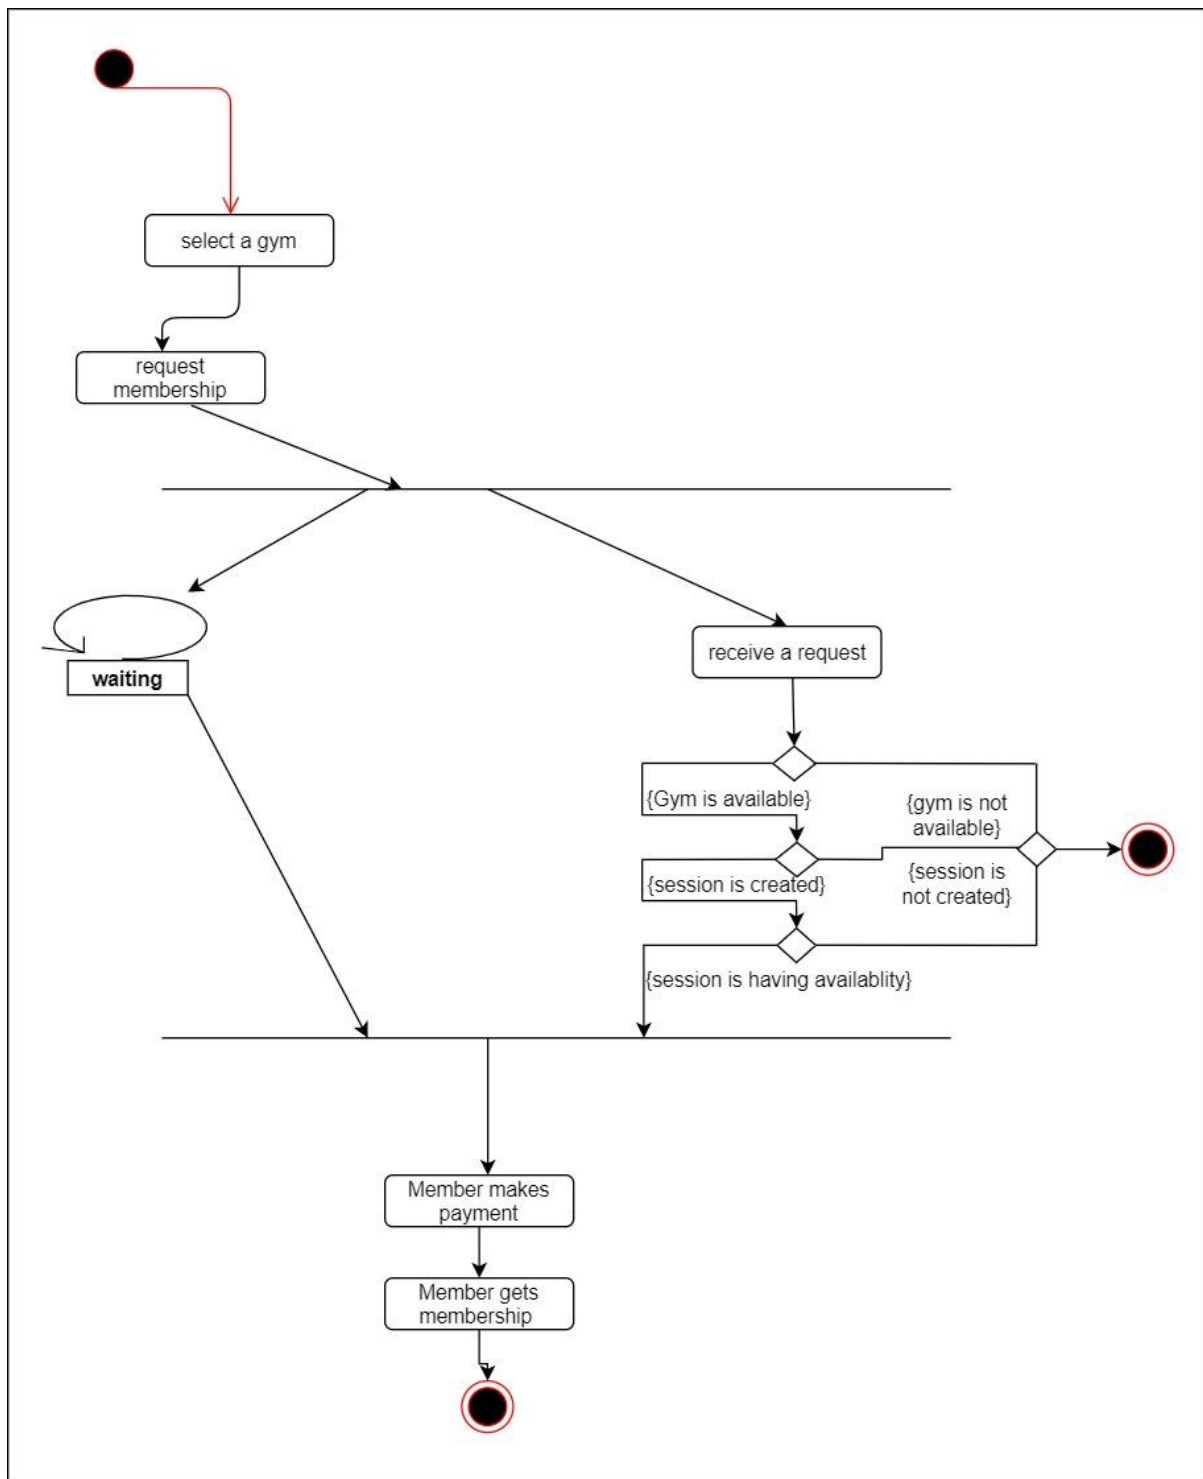 select a gym
request
membership
waiting
receive a request
{Gym is available}
{gym is not
available}
{session is created}
{session is
not created}
{session is having availablity}
Member makes
payment
Member gets
membership